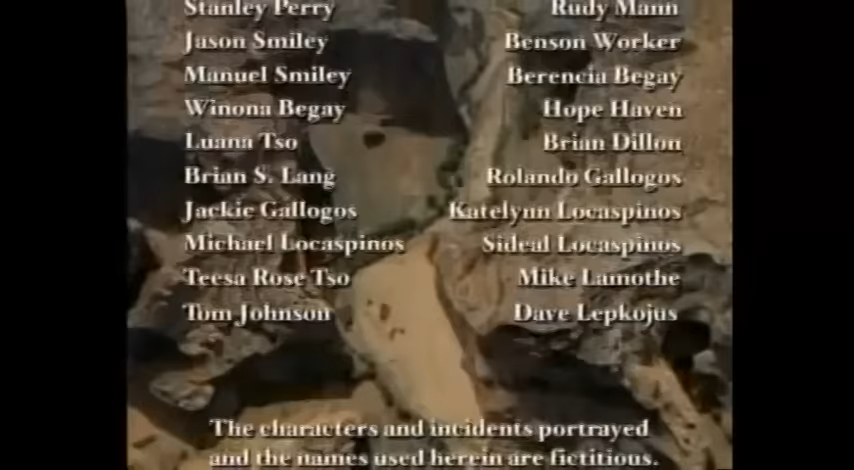 Stanley Perry Rudy Mann
Jason Smiley Benson Worker
Manuel Smiley Berencia Begay
Winona Begay Hope Haven
Luana Tso Brian Dillon
Brian S. Lang Rolando Gallogos
Jackie Gallogos Katelynn Locaspinos
Michael Locaspinos Sideal Locaspinos
Teesa Rose Tso Mike Lamothe
Tom Johnson Dave Lepkojus
The characters and incidents portrayed
and the names used herein are fictitious.